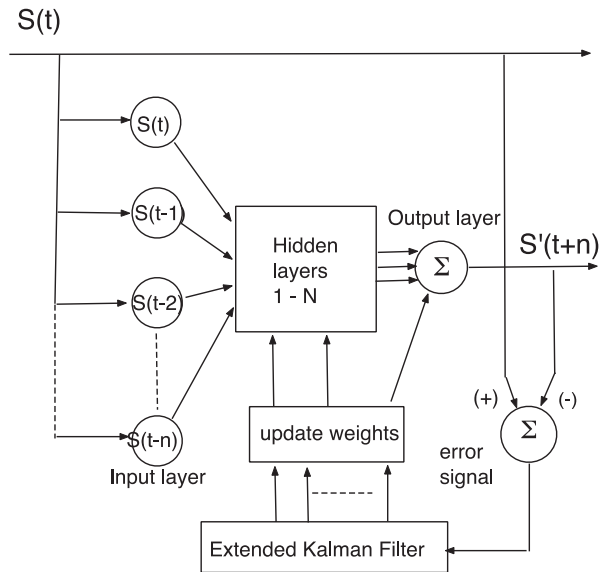 S(t)
S(t)
S(t-1)
S(t-2)
S(t-n)
Input layer
Hidden
layers
1 - N
Output layer
Σ
S'(t+n)
(+)
(-)
Σ
error
signal
update weights
Extended Kalman Filter